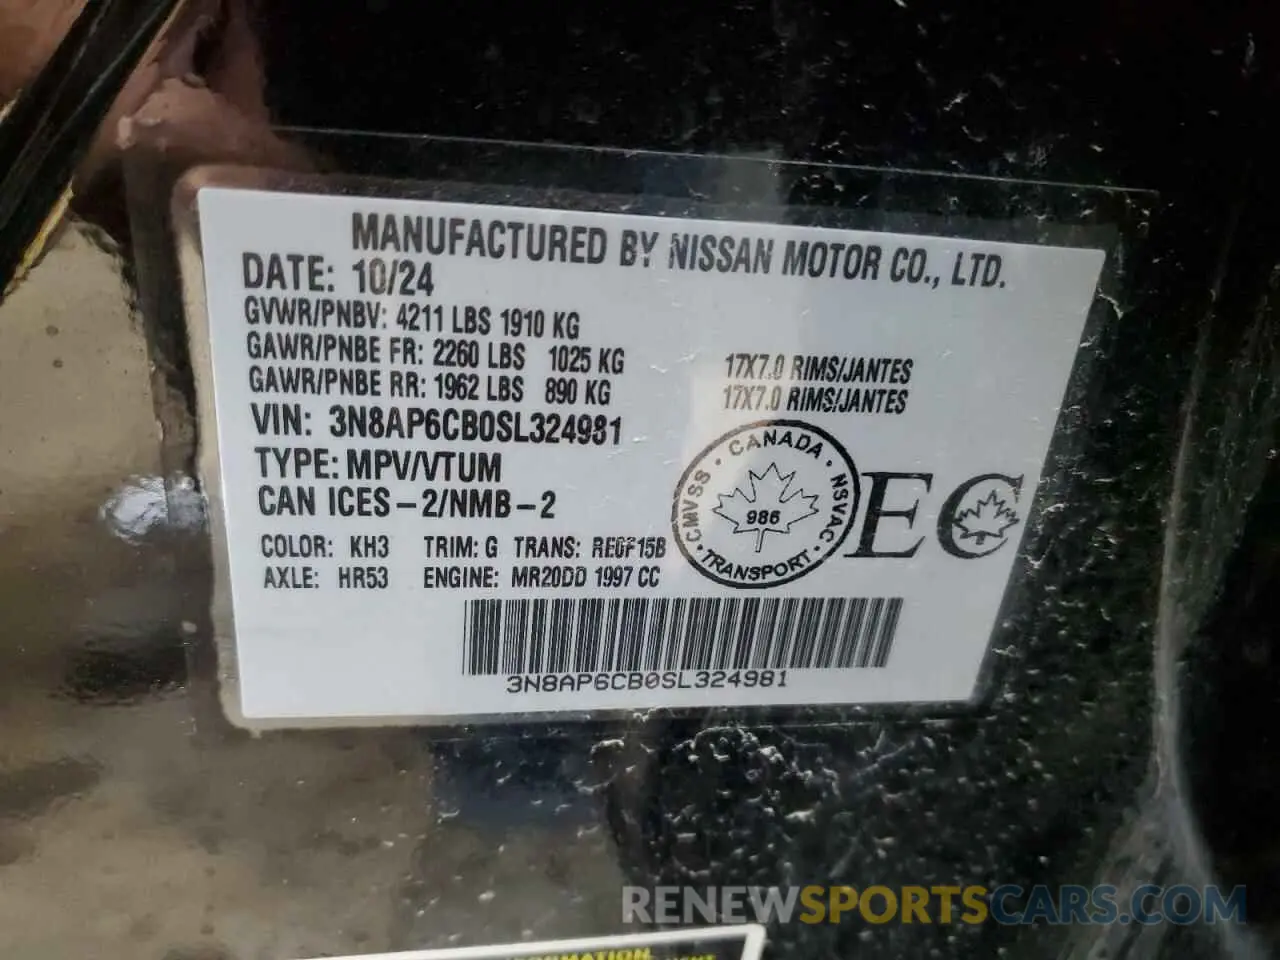 MANUFACTURED BY NISSAN MOTOR CO., LTD.
DATE: 10/24
GVWR/PNBV: 4211 LBS 1910 KG
GAWR/PNBE FR: 2260 LBS 1025 KG 17X7.0 RIMS/JANTES
GAWR/PNBE RR: 1962 LBS 890 KG 17X7.0 RIMS/JANTES
VIN: 3N8AP6CB0SL324981
TYPE: MPV/VTUM
CAN ICES-2/NMB-2
COLOR: KH3 TRIM: G TRANS: RE0F15B
AXLE: HR53 ENGINE: MR20DD 1997 CC
CANADA · NSVAC · TRANSPORT · CMVSS ·
986
EC
3N8AP6CB0SL324981
RENEWSPORTSCARS.COM